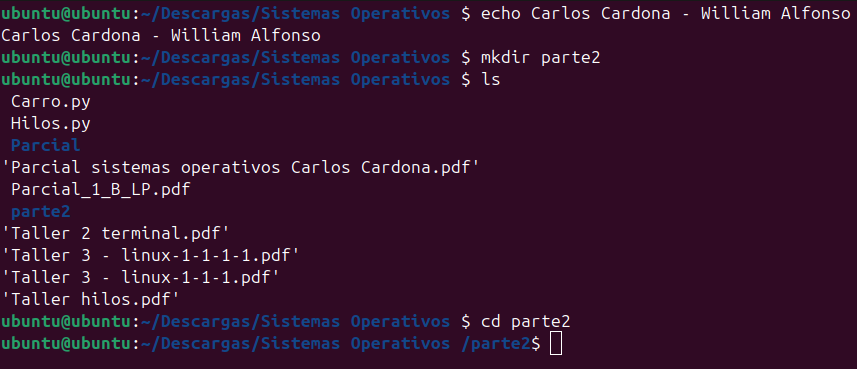 ubuntu@ubuntu:~/Descargas/Sistemas Operativos $ echo Carlos Cardona - William Alfonso
Carlos Cardona - William Alfonso
ubuntu@ubuntu:~/Descargas/Sistemas Operativos $ mkdir parte2
ubuntu@ubuntu:~/Descargas/Sistemas Operativos $ ls
 Carro.py
 Hilos.py
 Parcial
'Parcial sistemas operativos Carlos Cardona.pdf'
 Parcial_1_B_LP.pdf
 parte2
'Taller 2 terminal.pdf'
'Taller 3 - linux-1-1-1-1.pdf'
'Taller 3 - linux-1-1-1.pdf'
'Taller hilos.pdf'
ubuntu@ubuntu:~/Descargas/Sistemas Operativos $ cd parte2
ubuntu@ubuntu:~/Descargas/Sistemas Operativos /parte2$